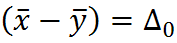 (x̄ − ȳ) = Δ₀